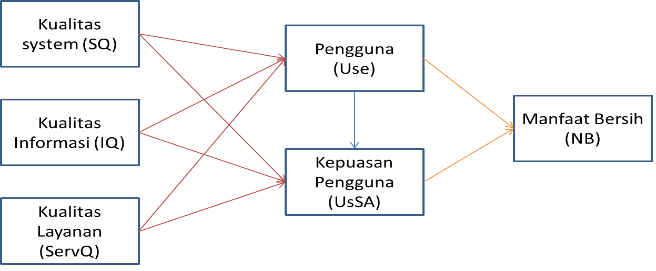 Kualitas
system (SQ)
Pengguna
(Use)
Kualitas
Informasi (IQ)
Manfaat Bersih
(NB)
Kepuasan
Pengguna
(UsSA)
Kualitas
Layanan
(ServQ)